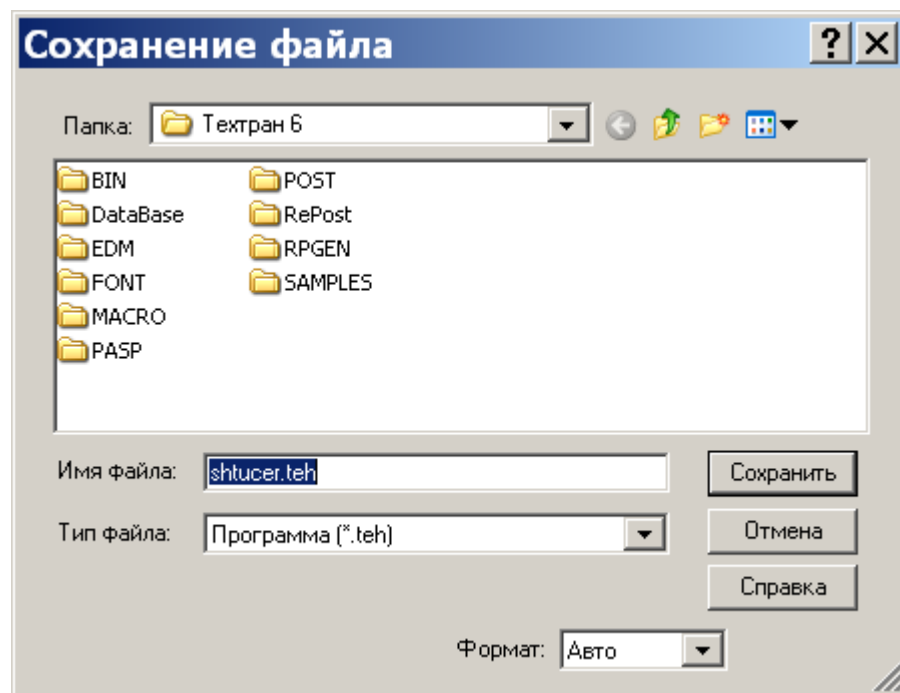 Сохранение файла
Папка: Техтран 6
BIN POST
DataBase RePost
EDM RPGEN
FONT SAMPLES
MACRO
PASP
Имя файла: shtucer.teh Сохранить
Тип файла: Программа (*.teh) Отмена
Справка
Формат: Авто